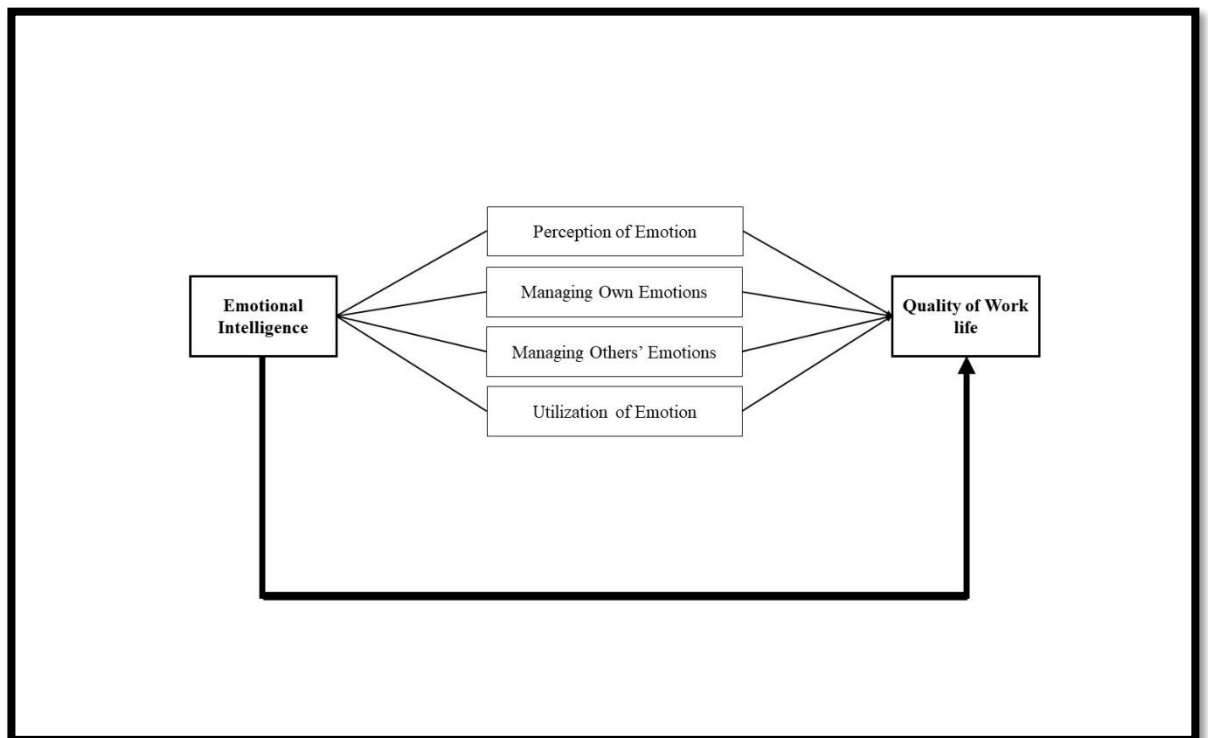 Perception of Emotion
Emotional
Intelligence
Managing Own Emotions
Managing Others’ Emotions
Utilization of Emotion
Quality of Work
life